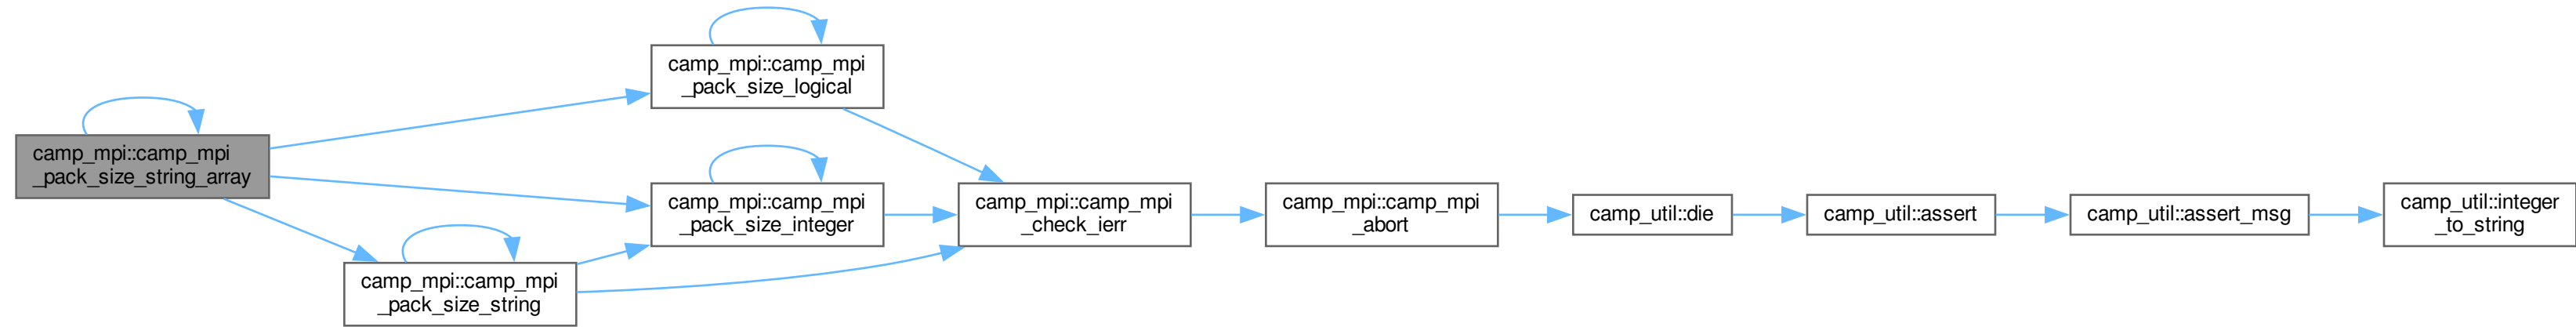 camp_mpi::camp_mpi
_pack_size_string_array
camp_mpi::camp_mpi
_pack_size_logical
camp_mpi::camp_mpi
_pack_size_integer
camp_mpi::camp_mpi
_pack_size_string
camp_mpi::camp_mpi
_check_ierr
camp_mpi::camp_mpi
_abort
camp_util::die
camp_util::assert
camp_util::assert_msg
camp_util::integer
_to_string